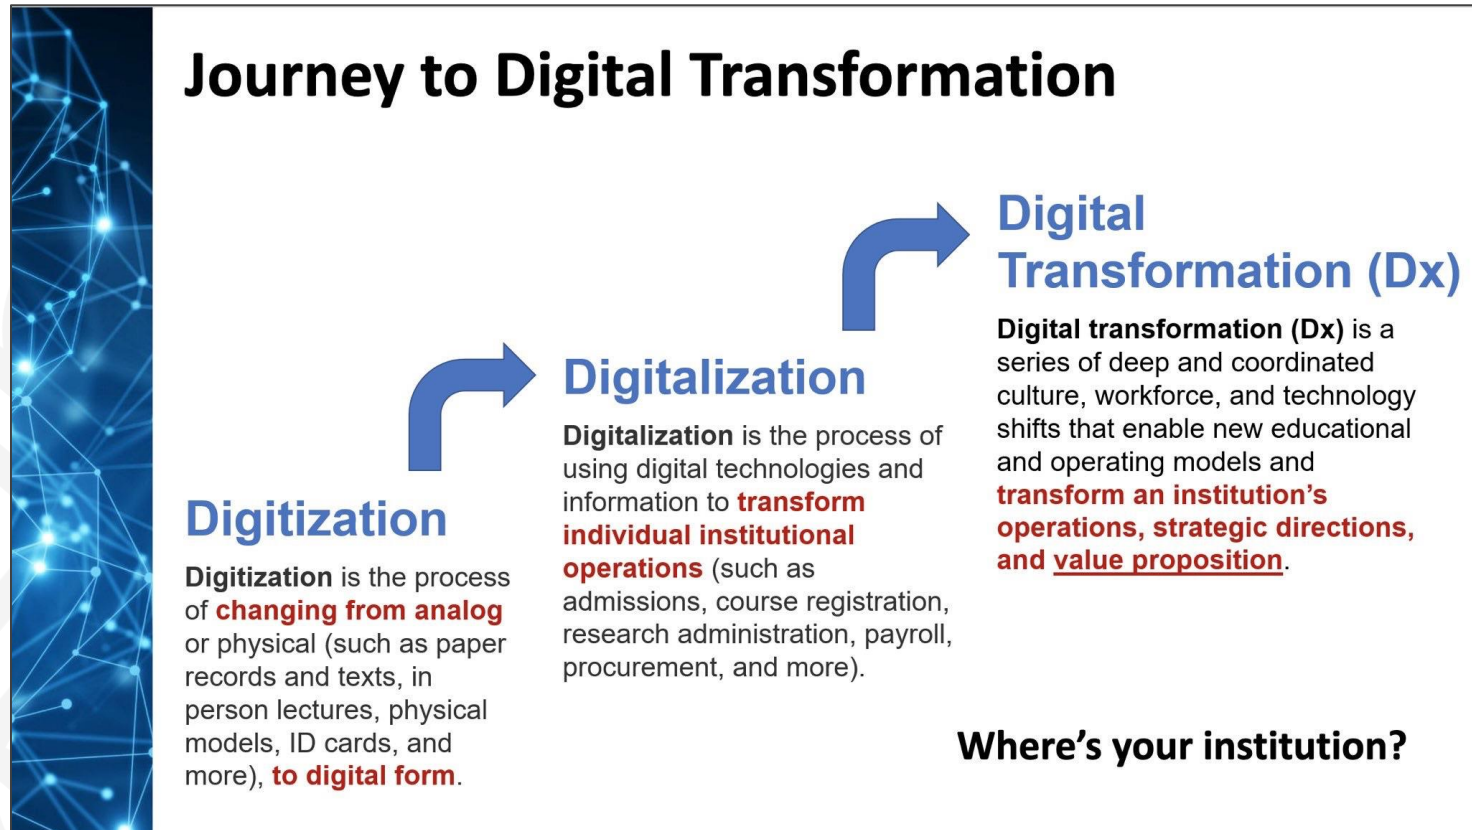 Journey to Digital Transformation
Digitization
Digitization is the process
of changing from analog
or physical (such as paper
records and texts, in
person lectures, physical
models, ID cards, and
more), to digital form.
Digitalization
Digitalization is the process of
using digital technologies and
information to transform
individual institutional
operations (such as
admissions, course registration,
research administration, payroll,
procurement, and more).
Digital
Transformation (Dx)
Digital transformation (Dx) is a
series of deep and coordinated
culture, workforce, and technology
shifts that enable new educational
and operating models and
transform an institution’s
operations, strategic directions,
and value proposition.
Where’s your institution?